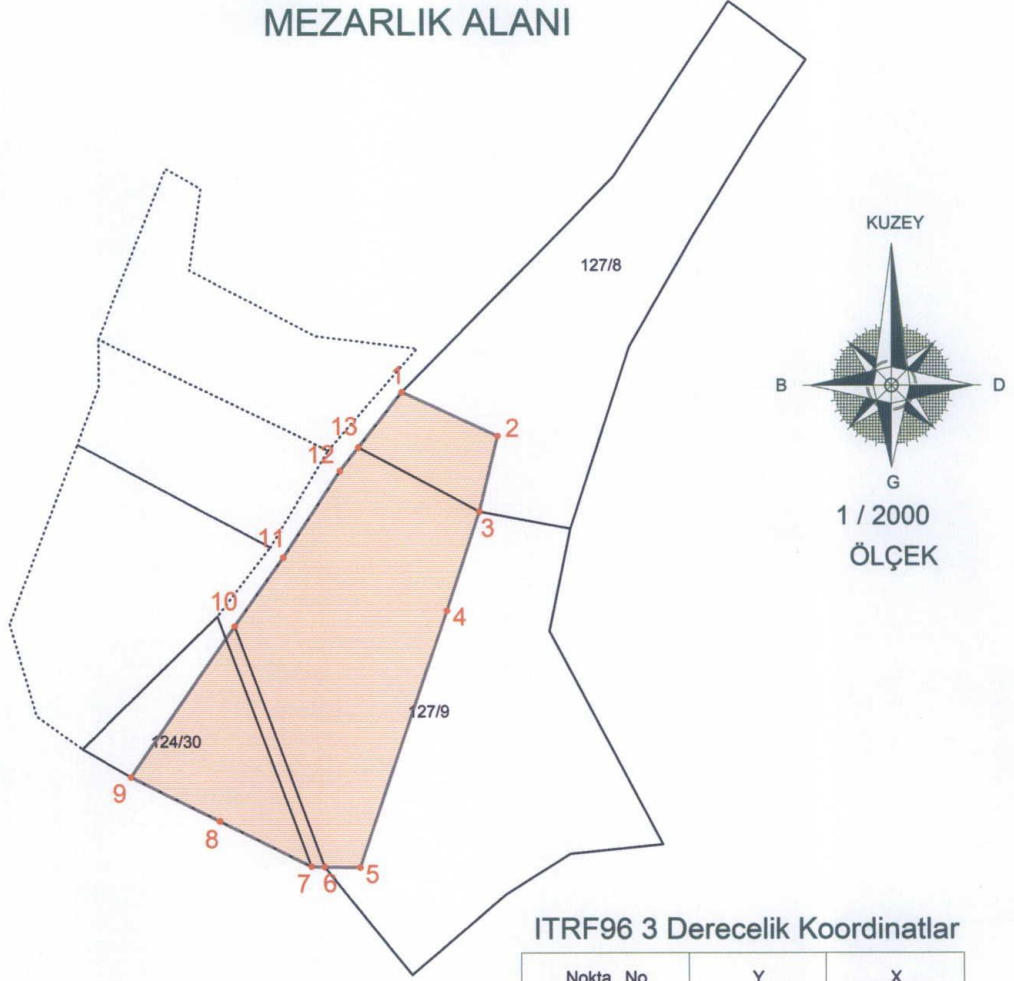 MEZARLIK ALANI
127/8
KUZEY
B
D
G
1 / 2000
ÖLÇEK
1
2
13
12
3
11
10
4
127/9
124/30
9
8
7
6
5
ITRF96 3 Derecelik Koordinatlar
Nokta No Y X